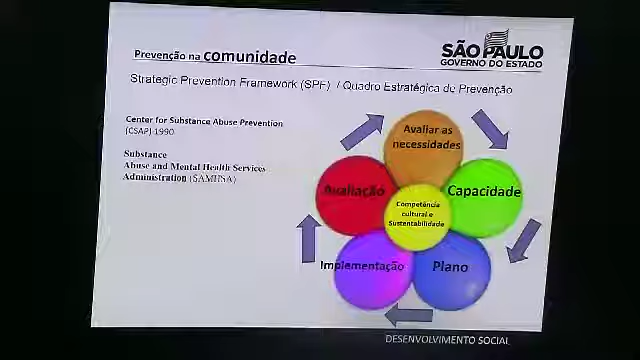 Prevenção na comunidade
SÃO PAULO
GOVERNO DO ESTADO
Strategic Prevention Framework (SPF) / Quadro Estratégica de Prevenção
Center for Substance Abuse Prevention
(CSAP) 1990
Substance
Abuse and Mental Health Services
Administration (SAMHSA)
Avaliar as
necessidades
Avaliação
Capacidade
Competência
cultural e
Sustentabilidade
Implementação
Plano
DESENVOLVIMENTO SOCIAL